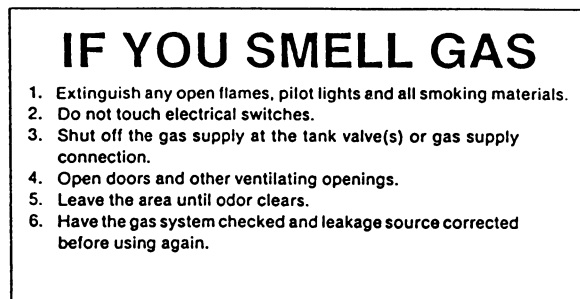 IF YOU SMELL GAS
1. Extinguish any open flames, pilot lights and all smoking materials.
2. Do not touch electrical switches.
3. Shut off the gas supply at the tank valve(s) or gas supply
connection.
4. Open doors and other ventilating openings.
5. Leave the area until odor clears.
6. Have the gas system checked and leakage source corrected
before using again.